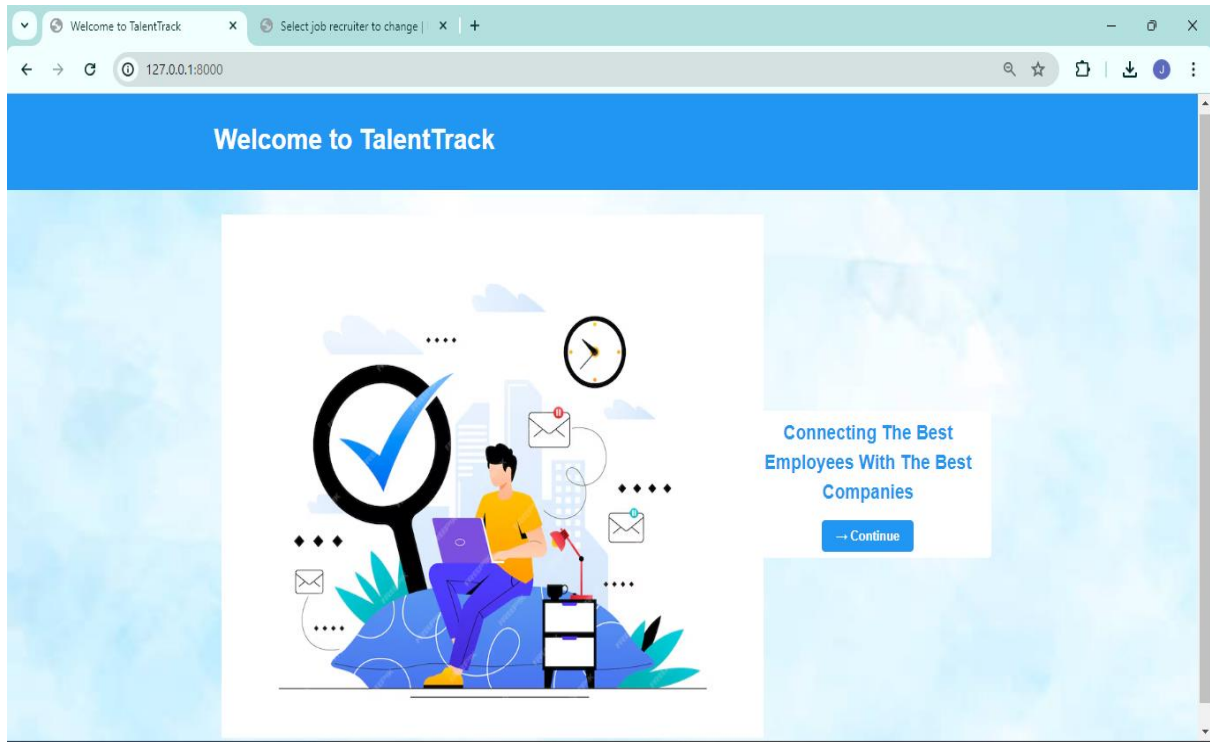 Welcome to TalentTrack
Select job recruiter to change |
127.0.0.1:8000
J
Welcome to TalentTrack
Connecting The Best
Employees With The Best
Companies
→ Continue